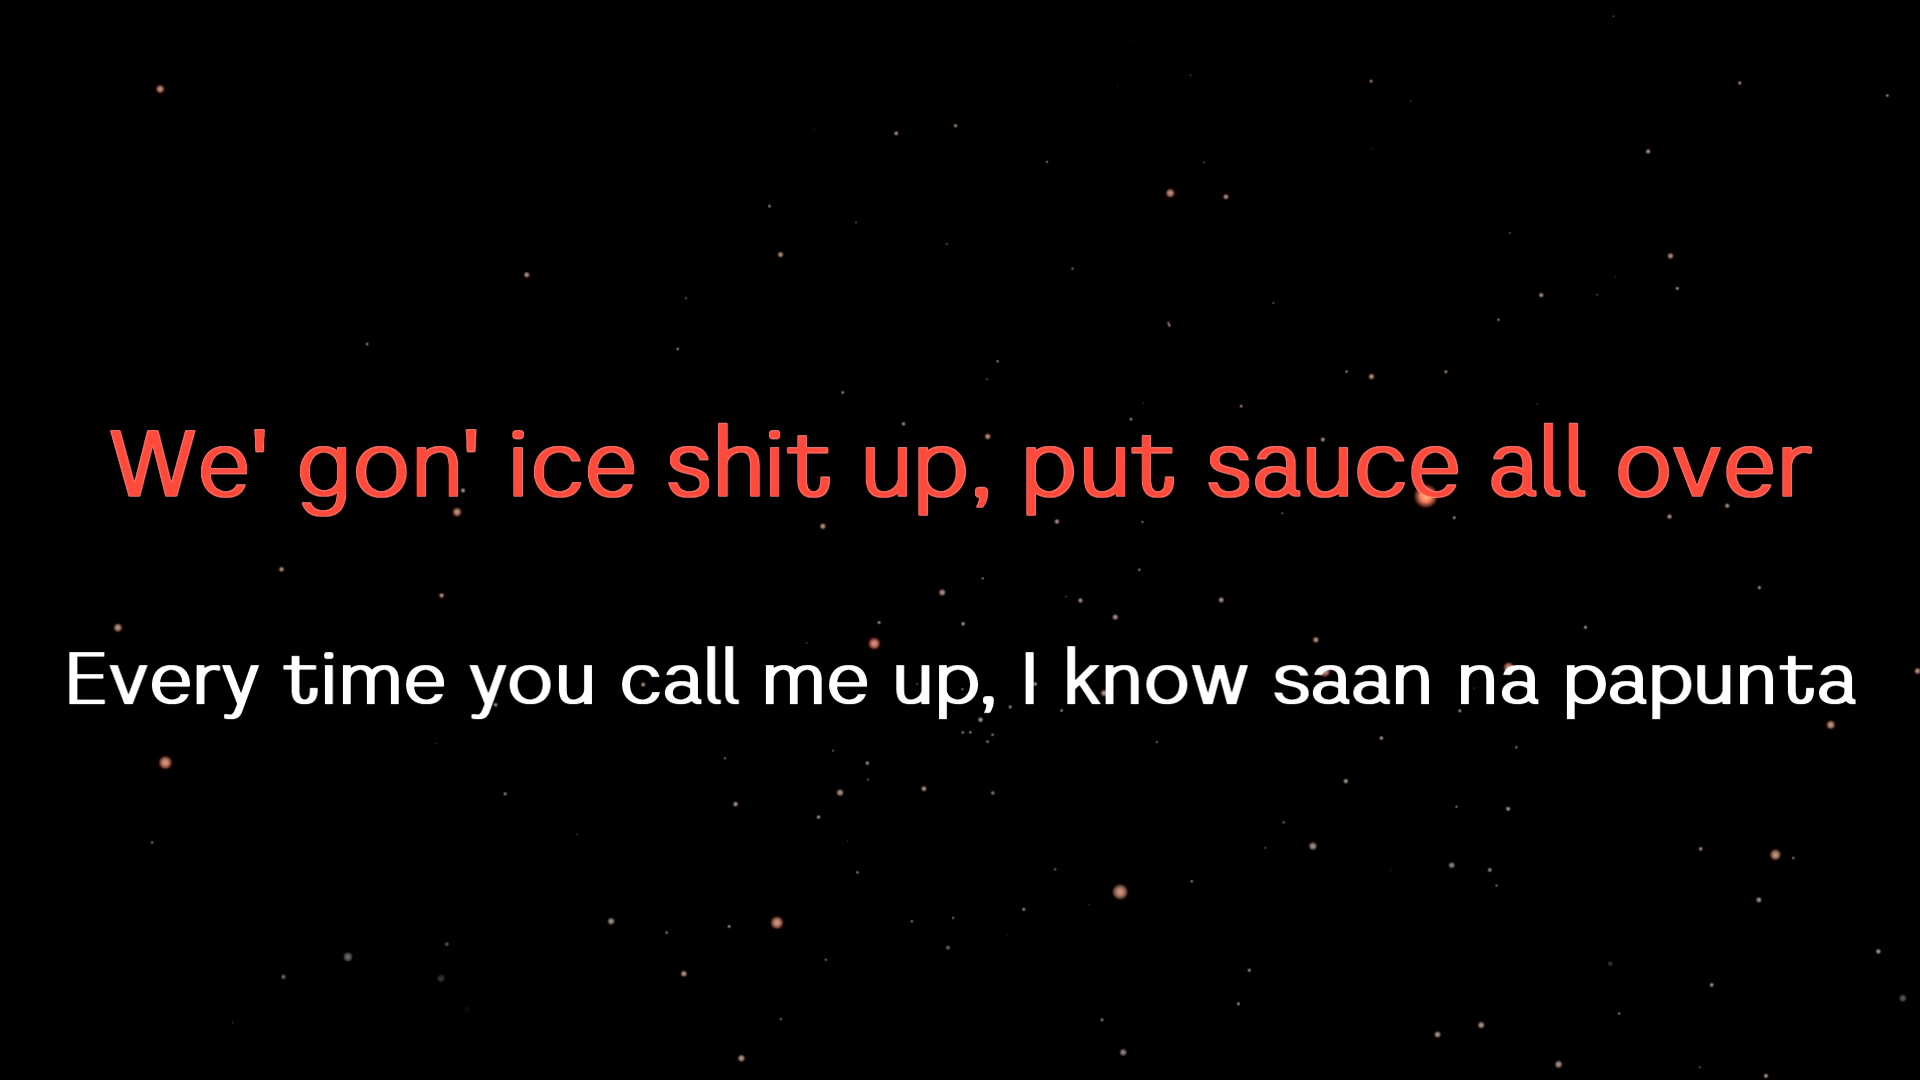 We' gon' ice shit up, put sauce all over
Every time you call me up, I know saan na papunta